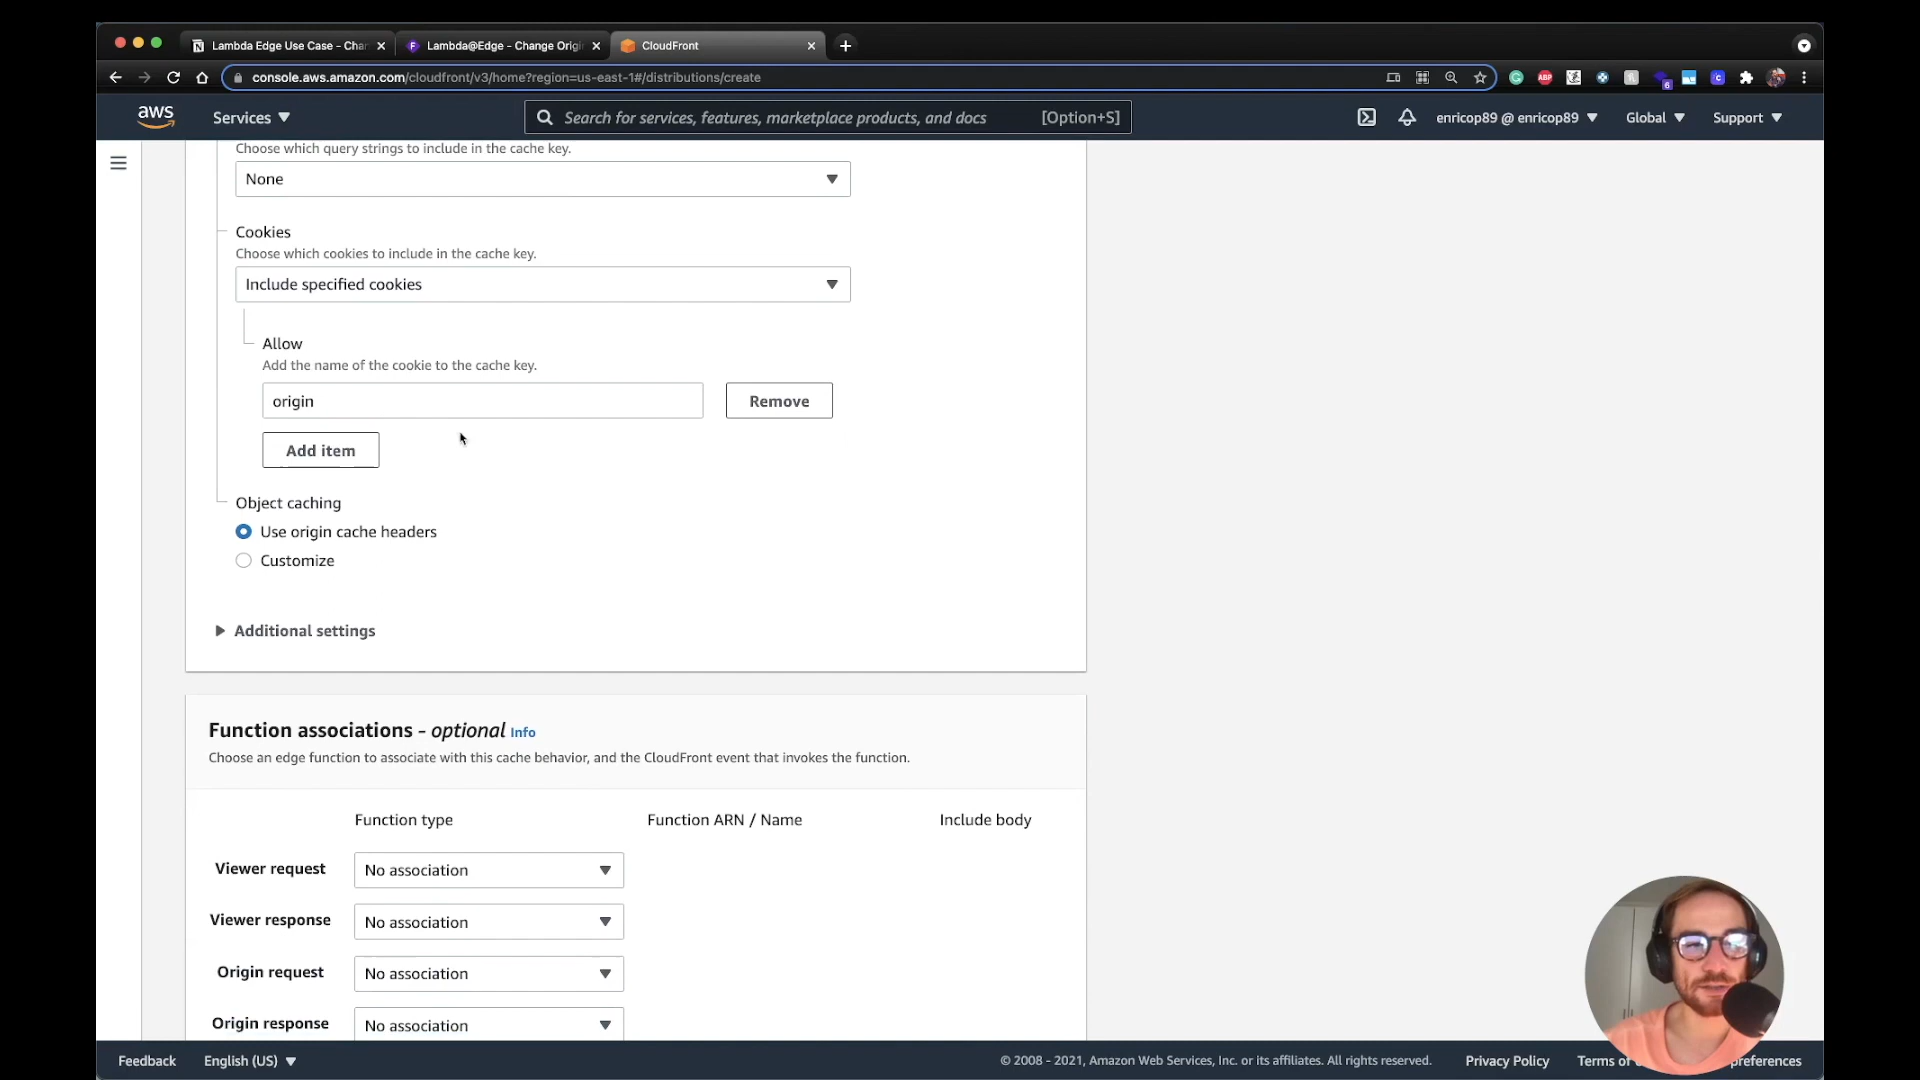 Lambda Edge Use Case - Chan
Lambda@Edge - Change Origi
CloudFront
console.aws.amazon.com/cloudfront/v3/home?region=us-east-1#/distributions/create
aws
Services
Search for services, features, marketplace products, and docs
[Option+S]
enricop89 @ enricop89
Global
Support
Choose which query strings to include in the cache key.
None
Cookies
Choose which cookies to include in the cache key.
Include specified cookies
Allow
Add the name of the cookie to the cache key.
origin
Remove
Add item
Object caching
Use origin cache headers
Customize
Additional settings
Function associations - optional Info
Choose an edge function to associate with this cache behavior, and the CloudFront event that invokes the function.
Function type
Function ARN / Name
Include body
Viewer request
No association
Viewer response
No association
Origin request
No association
Origin response
No association
Feedback
English (US)
© 2008 - 2021, Amazon Web Services, Inc. or its affiliates. All rights reserved.
Privacy Policy
Terms of
preferences